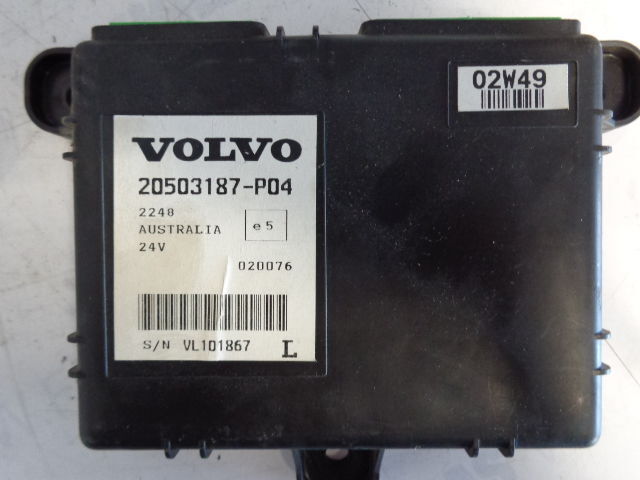 02W49
VOLVO
20503187-P04
2248
AUSTRALIA
e5
24V
020076
S/N VL101867 L